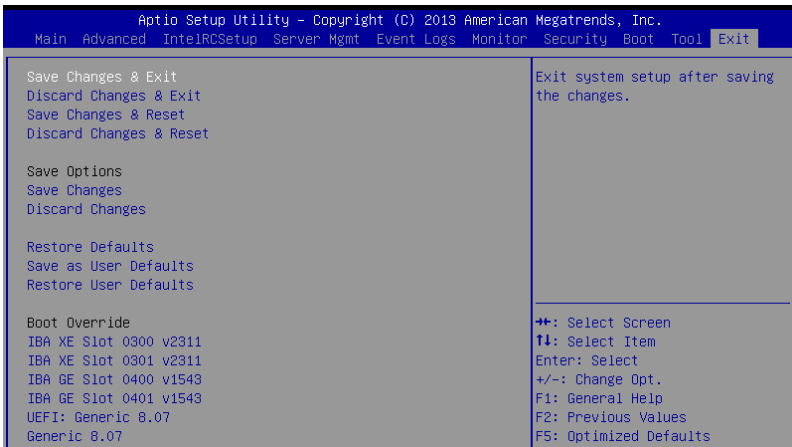 Aptio Setup Utility – Copyright (C) 2013 American Megatrends, Inc.
Main Advanced IntelRCSetup Server Mgmt Event Logs Monitor Security Boot Tool Exit
Save Changes & Exit
Discard Changes & Exit
Save Changes & Reset
Discard Changes & Reset
Save Options
Save Changes
Discard Changes
Restore Defaults
Save as User Defaults
Restore User Defaults
Boot Override
IBA XE Slot 0300 v2311
IBA XE Slot 0301 v2311
IBA GE Slot 0400 v1543
IBA GE Slot 0401 v1543
UEFI: Generic 8.07
Generic 8.07
Exit system setup after saving
the changes.
→←: Select Screen
↑↓: Select Item
Enter: Select
+/-: Change Opt.
F1: General Help
F2: Previous Values
F5: Optimized Defaults